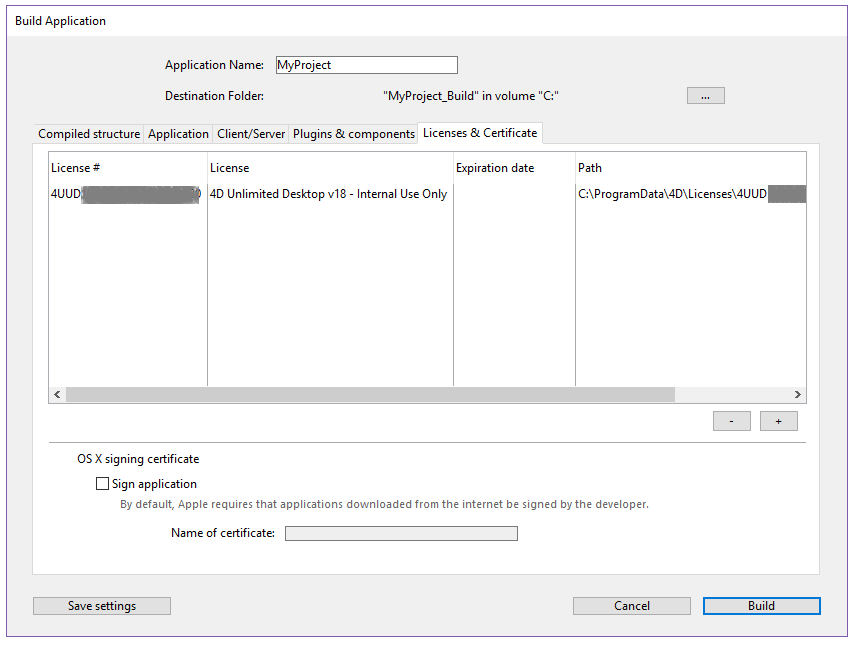 Build Application
Application Name: MyProject
Destination Folder: "MyProject_Build" in volume "C:" ...
Compiled structure Application Client/Server Plugins & components Licenses & Certificate
License # License Expiration date Path
4UUD 4D Unlimited Desktop v18 - Internal Use Only C:\ProgramData\4D\Licenses\4UUD
- +
OS X signing certificate
Sign application
By default, Apple requires that applications downloaded from the internet be signed by the developer.
Name of certificate:
Save settings Cancel Build